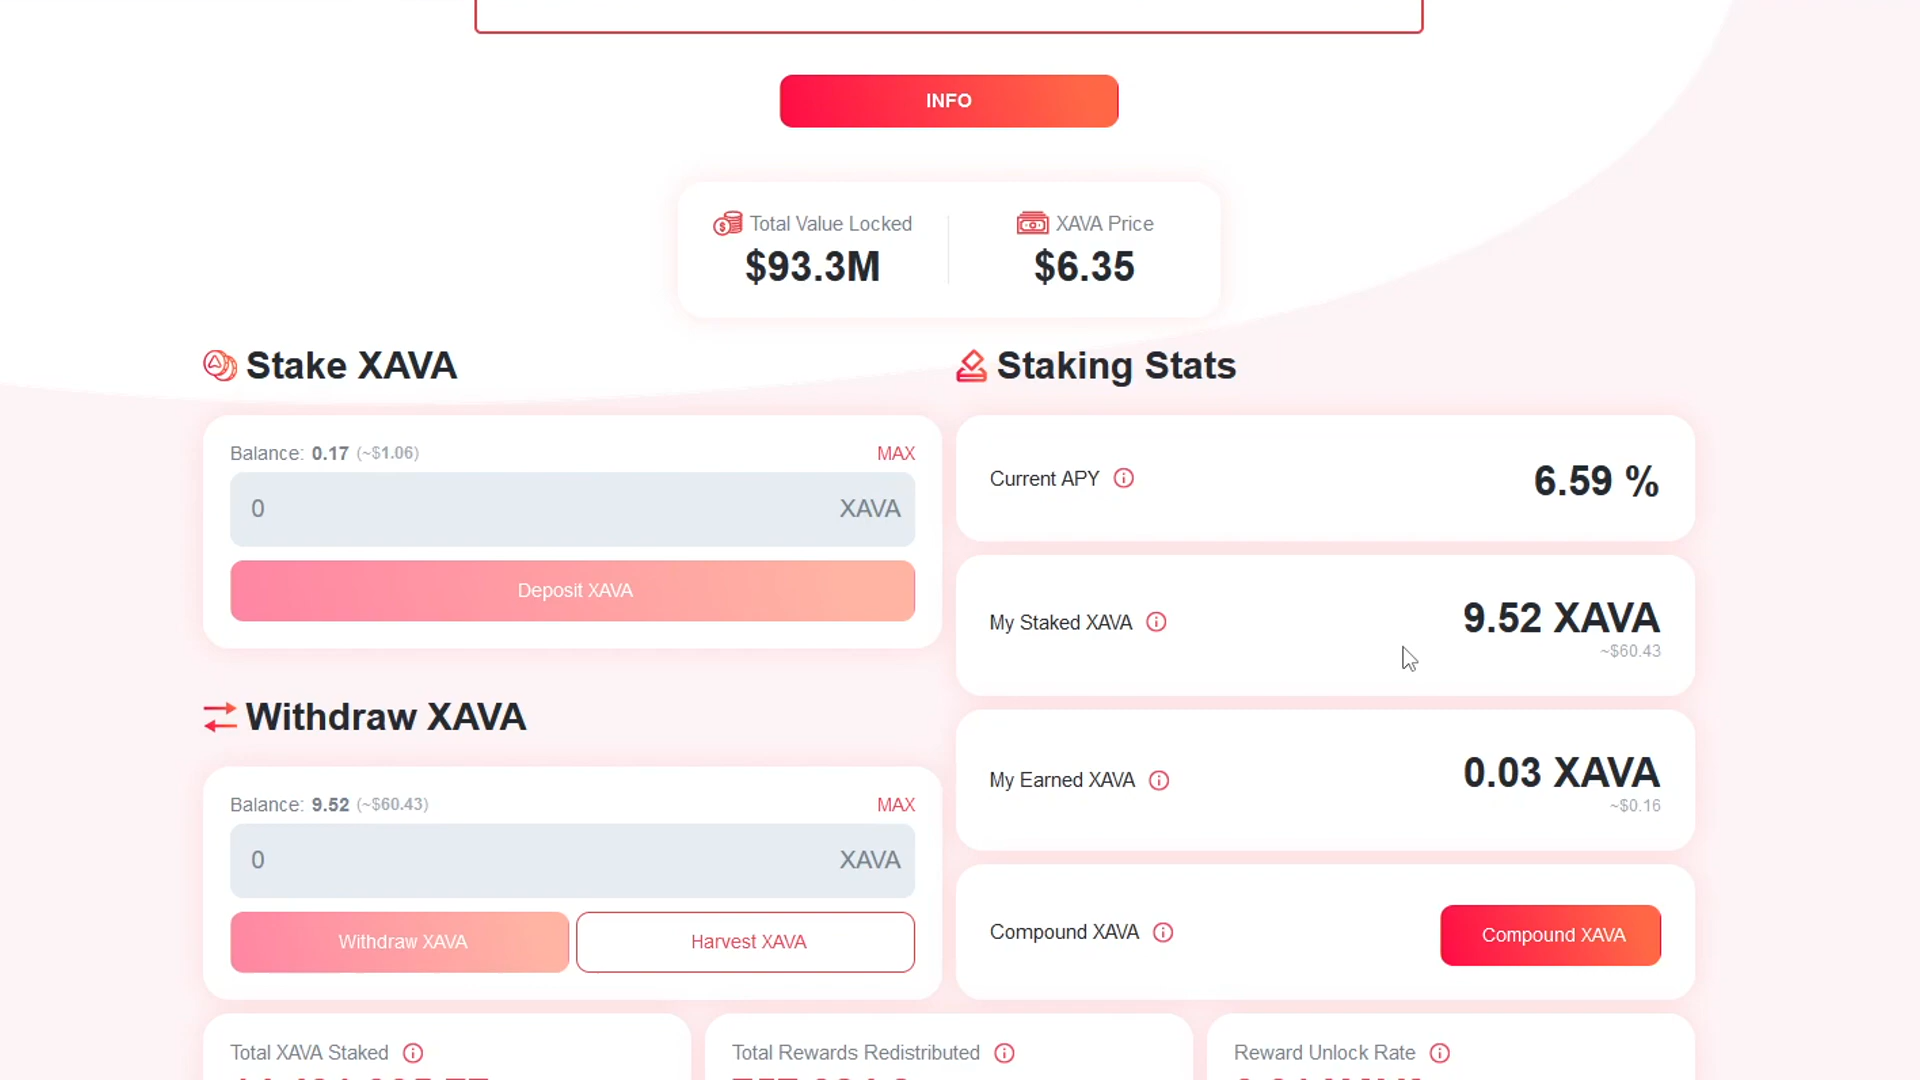 INFO
Total Value Locked
$93.3M
XAVA Price
$6.35
Stake XAVA
Balance: 0.17 (~$1.06)
MAX
0
XAVA
Deposit XAVA
Withdraw XAVA
Balance: 9.52 (~$60.43)
MAX
0
XAVA
Withdraw XAVA
Harvest XAVA
Staking Stats
Current APY
6.59 %
My Staked XAVA
9.52 XAVA
~$60.43
My Earned XAVA
0.03 XAVA
~$0.16
Compound XAVA
Compound XAVA
Total XAVA Staked
Total Rewards Redistributed
Reward Unlock Rate